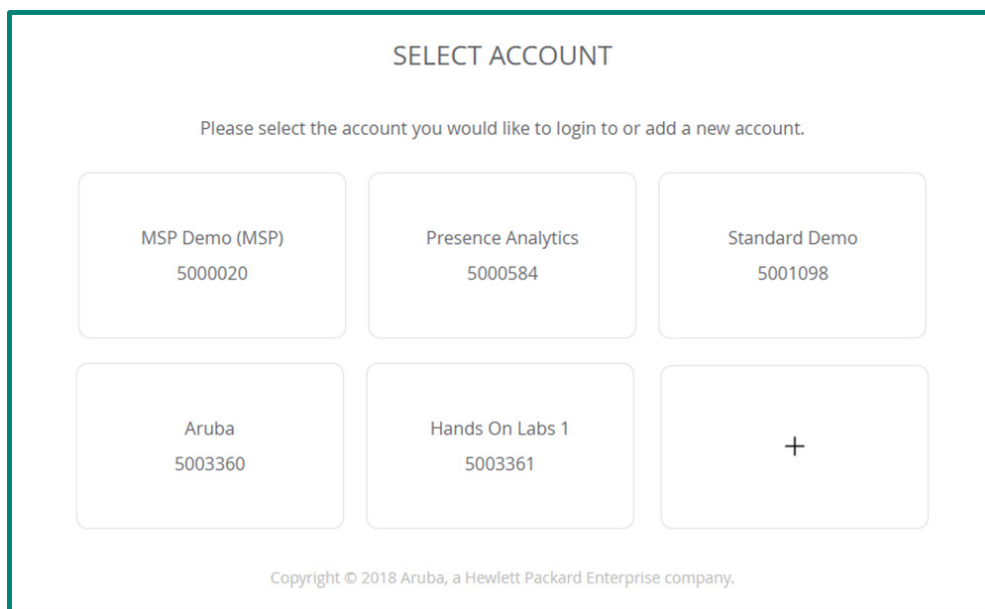 SELECT ACCOUNT
Please select the account you would like to login to or add a new account.
MSP Demo (MSP)
5000020
Presence Analytics
5000584
Standard Demo
5001098
Aruba
5003360
Hands On Labs 1
5003361
+
Copyright © 2018 Aruba, a Hewlett Packard Enterprise company.